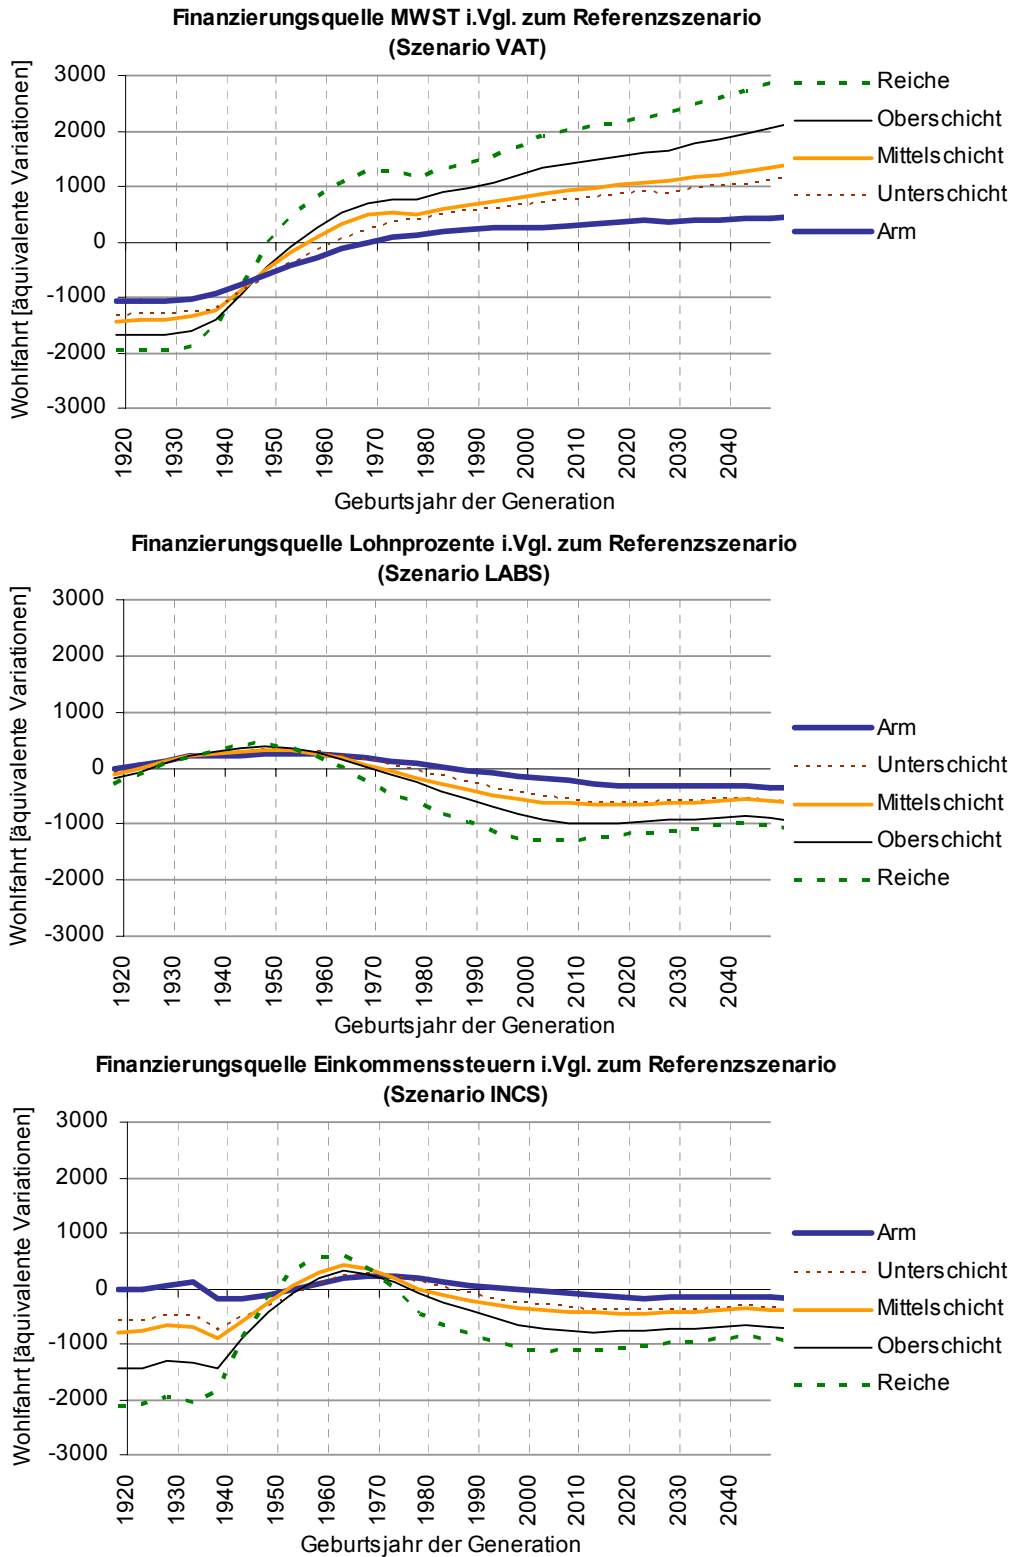 Finanzierungsquelle MWST i.Vgl. zum Referenzszenario
(Szenario VAT)
Wohlfahrt [äquivalente Variationen]
3000
2000
1000
0
-1000
-2000
-3000
1920
1930
1940
1950
1960
1970
1980
1990
2000
2010
2020
2030
2040
Geburtsjahr der Generation
Reiche
Oberschicht
Mittelschicht
Unterschicht
Arm
Finanzierungsquelle Lohnprozente i.Vgl. zum Referenzszenario
(Szenario LABS)
Wohlfahrt [äquivalente Variationen]
3000
2000
1000
0
-1000
-2000
-3000
1920
1930
1940
1950
1960
1970
1980
1990
2000
2010
2020
2030
2040
Geburtsjahr der Generation
Arm
Unterschicht
Mittelschicht
Oberschicht
Reiche
Finanzierungsquelle Einkommenssteuern i.Vgl. zum Referenzszenario
(Szenario INCS)
Wohlfahrt [äquivalente Variationen]
3000
2000
1000
0
-1000
-2000
-3000
1920
1930
1940
1950
1960
1970
1980
1990
2000
2010
2020
2030
2040
Geburtsjahr der Generation
Arm
Unterschicht
Mittelschicht
Oberschicht
Reiche